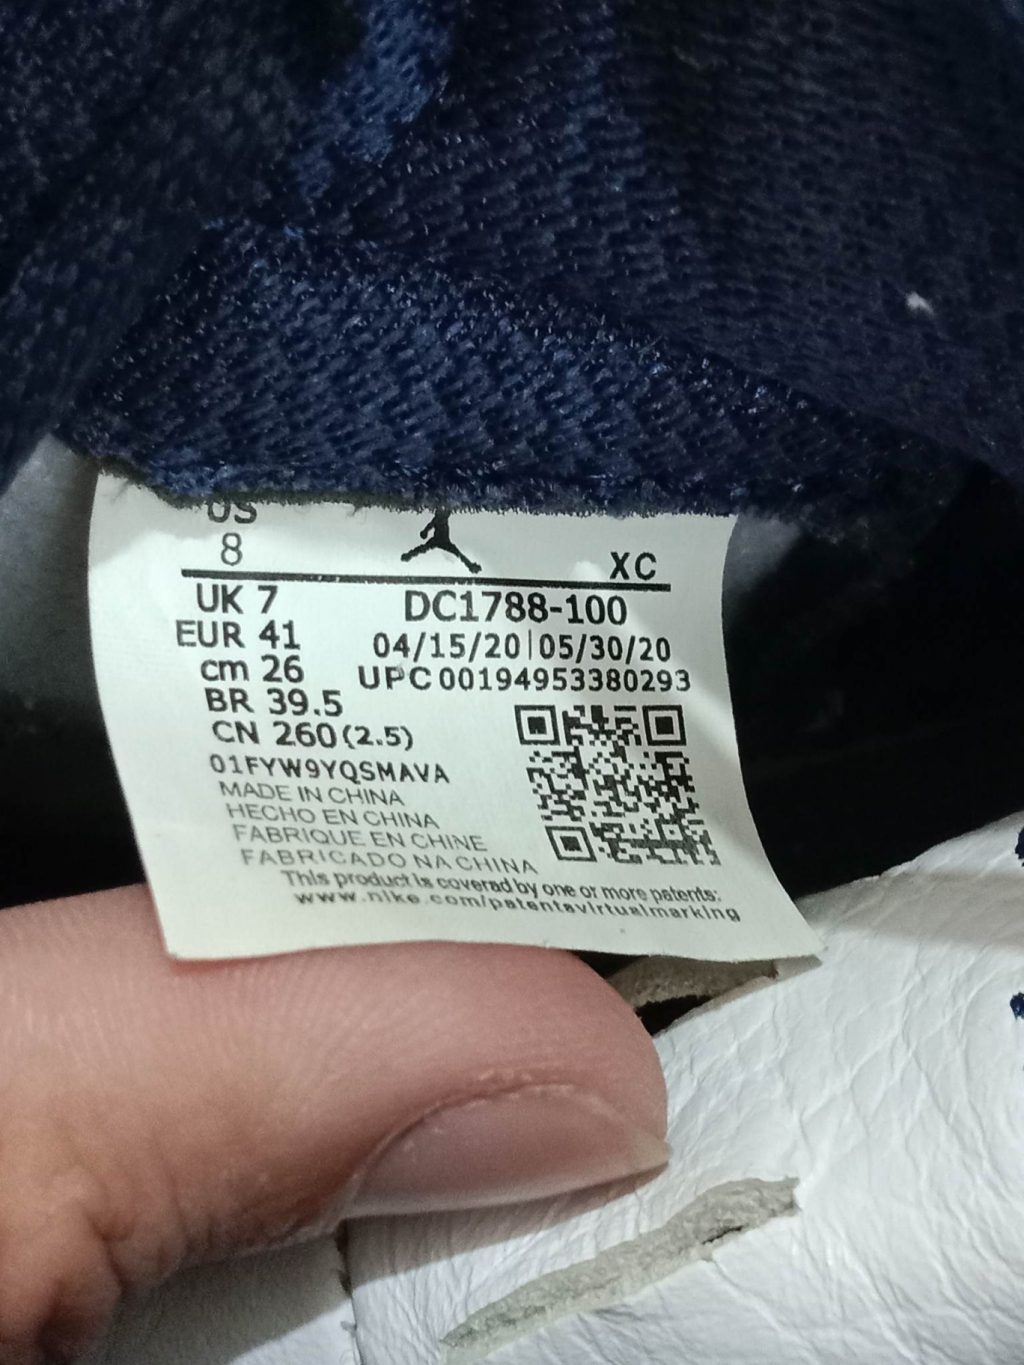 US
8
XC
UK 7
DC1788-100
EUR 41
04/15/20|05/30/20
cm 26
UPC 00194953380293
BR 39.5
CN 260(2.5)
01FYW9YQSMAVA
MADE IN CHINA
HECHO EN CHINA
FABRIQUE EN CHINE
FABRICADO NA CHINA
This product is covered by one or more patents:
www.nike.com/patentsvirtualmarking